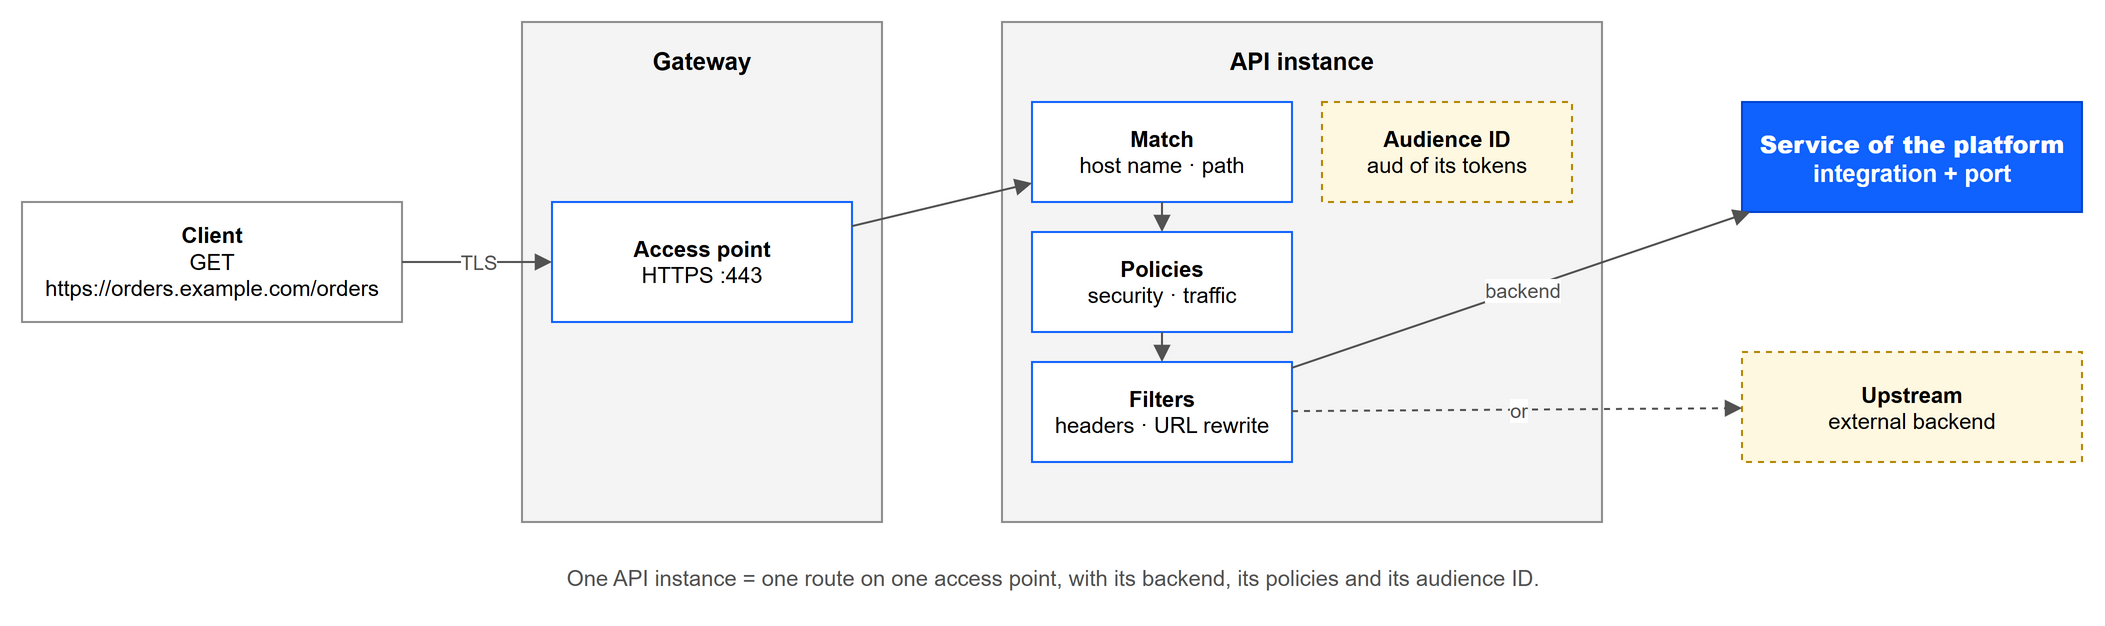 Gateway
API instance
Client
GET
https://orders.example.com/orders
TLS
Access point
HTTPS :443
Match
host name · path
Audience ID
aud of its tokens
Policies
security · traffic
Filters
headers · URL rewrite
backend
or
Service of the platform
integration + port
Upstream
external backend
One API instance = one route on one access point, with its backend, its policies and its audience ID.